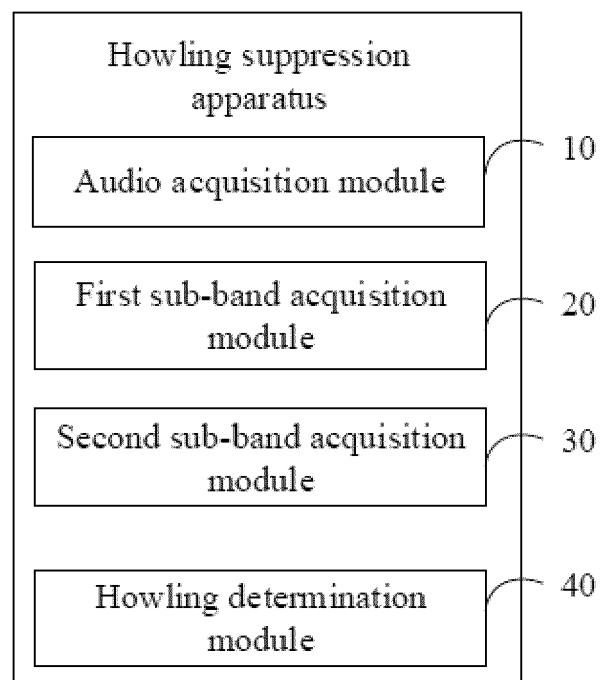 Howling suppression
apparatus
Audio acquisition module
10
First sub-band acquisition
module
20
Second sub-band acquisition
module
30
Howling determination
module
40